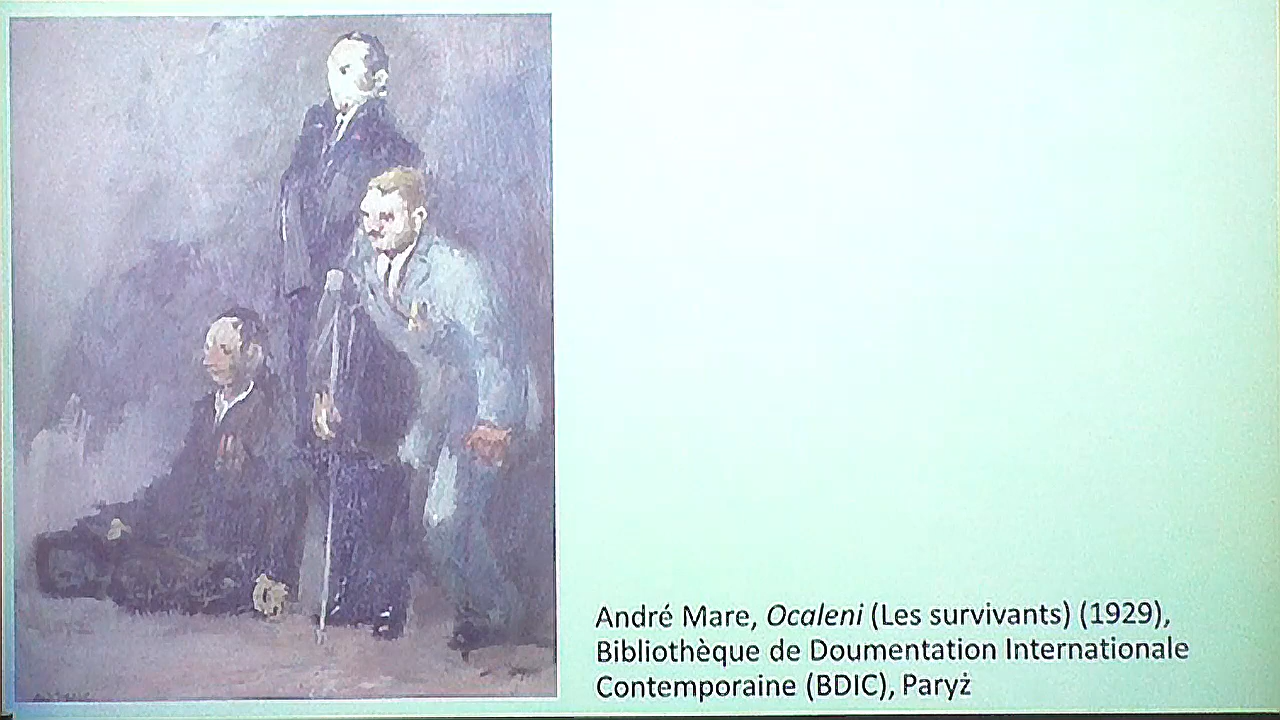 André Mare, Ocaleni (Les survivants) (1929),
Bibliothèque de Doumentation Internationale
Contemporaine (BDIC), Paryż